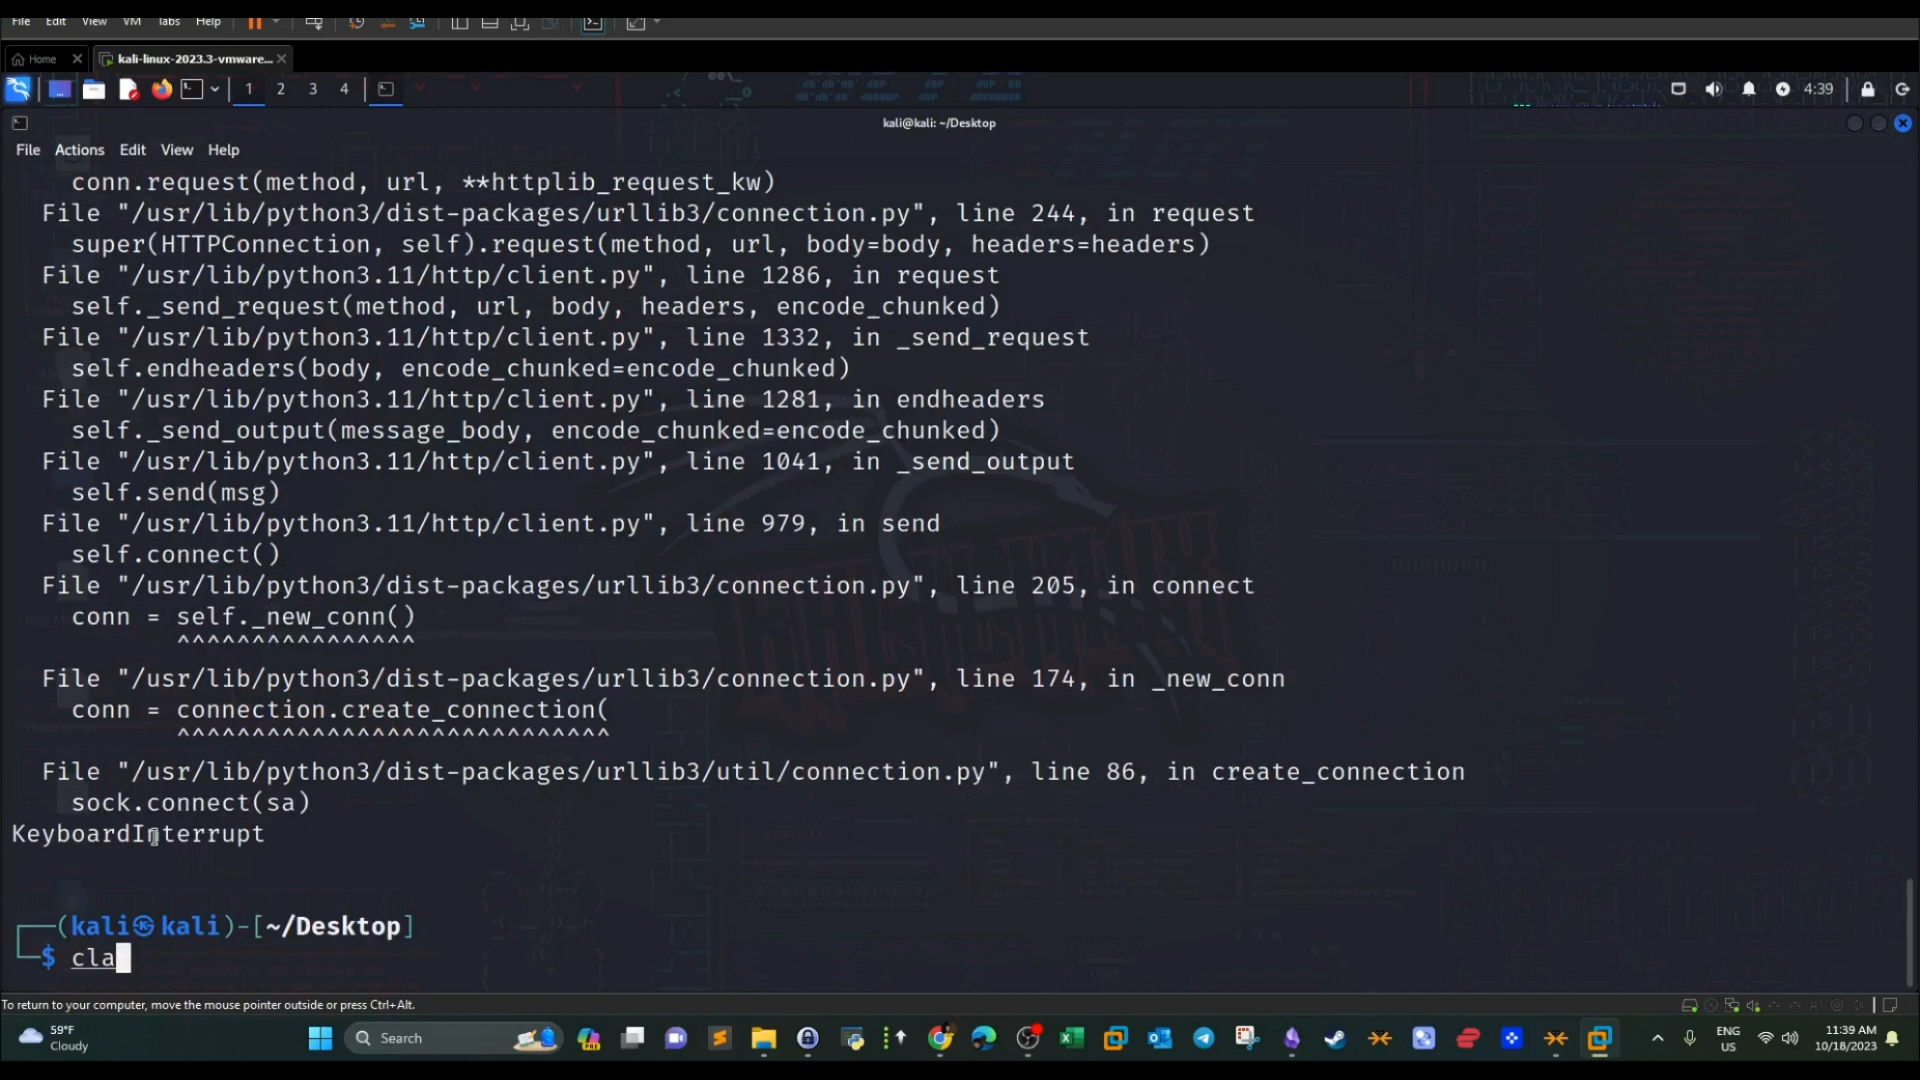 File Edit View VM Tabs Help
Home kali-linux-2023.3-vmware...
1 2 3 4 4:39
kali@kali: ~/Desktop
File Actions Edit View Help
conn.request(method, url, **httplib_request_kw)
File "/usr/lib/python3/dist-packages/urllib3/connection.py", line 244, in request
super(HTTPConnection, self).request(method, url, body=body, headers=headers)
File "/usr/lib/python3.11/http/client.py", line 1286, in request
self._send_request(method, url, body, headers, encode_chunked)
File "/usr/lib/python3.11/http/client.py", line 1332, in _send_request
self.endheaders(body, encode_chunked=encode_chunked)
File "/usr/lib/python3.11/http/client.py", line 1281, in endheaders
self._send_output(message_body, encode_chunked=encode_chunked)
File "/usr/lib/python3.11/http/client.py", line 1041, in _send_output
self.send(msg)
File "/usr/lib/python3.11/http/client.py", line 979, in send
self.connect()
File "/usr/lib/python3/dist-packages/urllib3/connection.py", line 205, in connect
conn = self._new_conn()
^^^^^^^^^^^^^^^^
File "/usr/lib/python3/dist-packages/urllib3/connection.py", line 174, in _new_conn
conn = connection.create_connection(
^^^^^^^^^^^^^^^^^^^^^^^^^^^^^
File "/usr/lib/python3/dist-packages/urllib3/util/connection.py", line 86, in create_connection
sock.connect(sa)
KeyboardInterrupt
(kali㉿kali)-[~/Desktop]
$ cla
To return to your computer, move the mouse pointer outside or press Ctrl+Alt.
59°F
Cloudy
Search
ENG
US
11:39 AM
10/18/2023